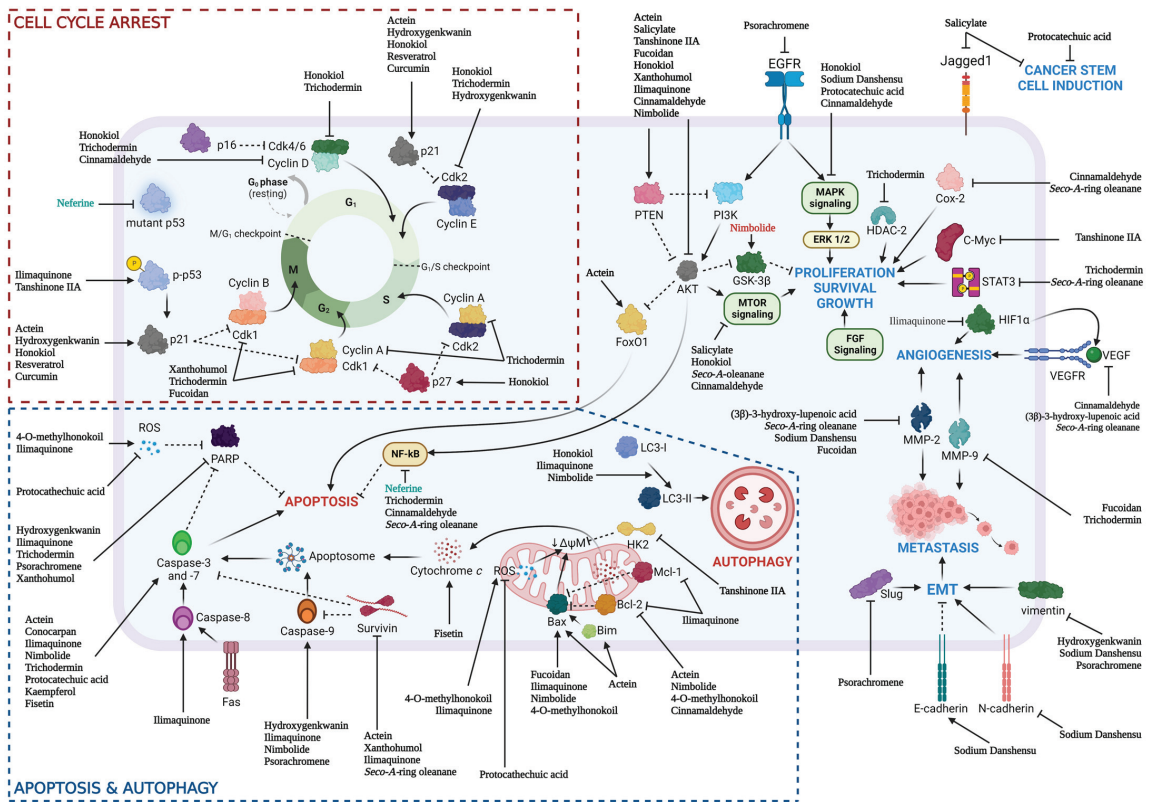 CELL CYCLE ARREST
Actein
Hydroxygenkwanin
Honokiol
Resveratrol
Curcumin
Honokiol
Trichodermin
Honokiol
Trichodermin
Hydroxygenkwanin
Honokiol
Trichodermin
Cinnamaldehyde
p16
Cdk4/6
Cyclin D
p21
Cdk2
Cyclin E
G₀ phase
(resting)
G₁
Neferine
mutant p53
M/G₁ checkpoint
G₁/S checkpoint
P
p-p53
Ilimaquinone
Tanshinone IIA
M
S
G₂
Cyclin B
Cdk1
Cyclin A
Cdk2
Actein
Hydroxygenkwanin
Honokiol
Resveratrol
Curcumin
p21
Cyclin A
Cdk1
Trichodermin
Xanthohumol
Trichodermin
Fucoidan
p27
Honokiol
Actein
Salicylate
Tanshinone IIA
Fucoidan
Honokiol
Xanthohumol
Ilimaquinone
Cinnamaldehyde
Nimbolide
Psorachromene
EGFR
Honokiol
Sodium Danshensu
Protocatechuic acid
Cinnamaldehyde
Salicylate
Jagged1
Protocatechuic acid
CANCER STEM
CELL INDUCTION
PTEN
PI3K
MAPK
signaling
Trichodermin
HDAC-2
Cox-2
Cinnamaldehyde
Seco-A-ring oleanane
ERK 1/2
C-Myc
Tanshinone IIA
Nimbolide
Actein
AKT
GSK-3β
PROLIFERATION
SURVIVAL
GROWTH
P
P
STAT3
Trichodermin
Seco-A-ring oleanane
FoxO1
MTOR
signaling
FGF
Signaling
Ilimaquinone
HIF1α
ANGIOGENESIS
VEGF
VEGFR
Salicylate
Honokiol
Seco-A-oleanane
Cinnamaldehyde
Cinnamaldehyde
(3β)-3-hydroxy-lupenoic acid
Seco-A-ring oleanane
(3β)-3-hydroxy-lupenoic acid
Seco-A-ring oleanane
Sodium Danshensu
Fucoidan
MMP-2
MMP-9
Fucoidan
Trichodermin
METASTASIS
Slug
EMT
vimentin
Hydroxygenkwanin
Sodium Danshensu
Psorachromene
Psorachromene
E-cadherin
N-cadherin
Sodium Danshensu
Sodium Danshensu
4-O-methylhonokoil
Ilimaquinone
ROS
PARP
Protocatechuic acid
APOPTOSIS
NF-kB
Neferine
Trichodermin
Cinnamaldehyde
Seco-A-ring oleanane
Honokiol
Ilimaquinone
Nimbolide
LC3-I
LC3-II
AUTOPHAGY
Hydroxygenkwanin
Ilimaquinone
Trichodermin
Psorachromene
Xanthohumol
Caspase-3
and -7
Apoptosome
Cytochrome c
ROS
↓ΔψM
HK2
Mcl-1
Tanshinone IIA
Bcl-2
Ilimaquinone
Bax
Bim
Actein
Conocarpan
Ilimaquinone
Nimbolide
Trichodermin
Protocatechuic acid
Kaempferol
Fisetin
Caspase-8
Caspase-9
Survivin
Fisetin
Fas
Ilimaquinone
Hydroxygenkwanin
Ilimaquinone
Nimbolide
Psorachromene
Actein
Xanthohumol
Ilimaquinone
Seco-A-ring oleanane
4-O-methylhonokoil
Ilimaquinone
Protocatechuic acid
Fucoidan
Ilimaquinone
Nimbolide
4-O-methylhonokoil
Actein
Actein
Nimbolide
4-O-methylhonokoil
Cinnamaldehyde
APOPTOSIS & AUTOPHAGY